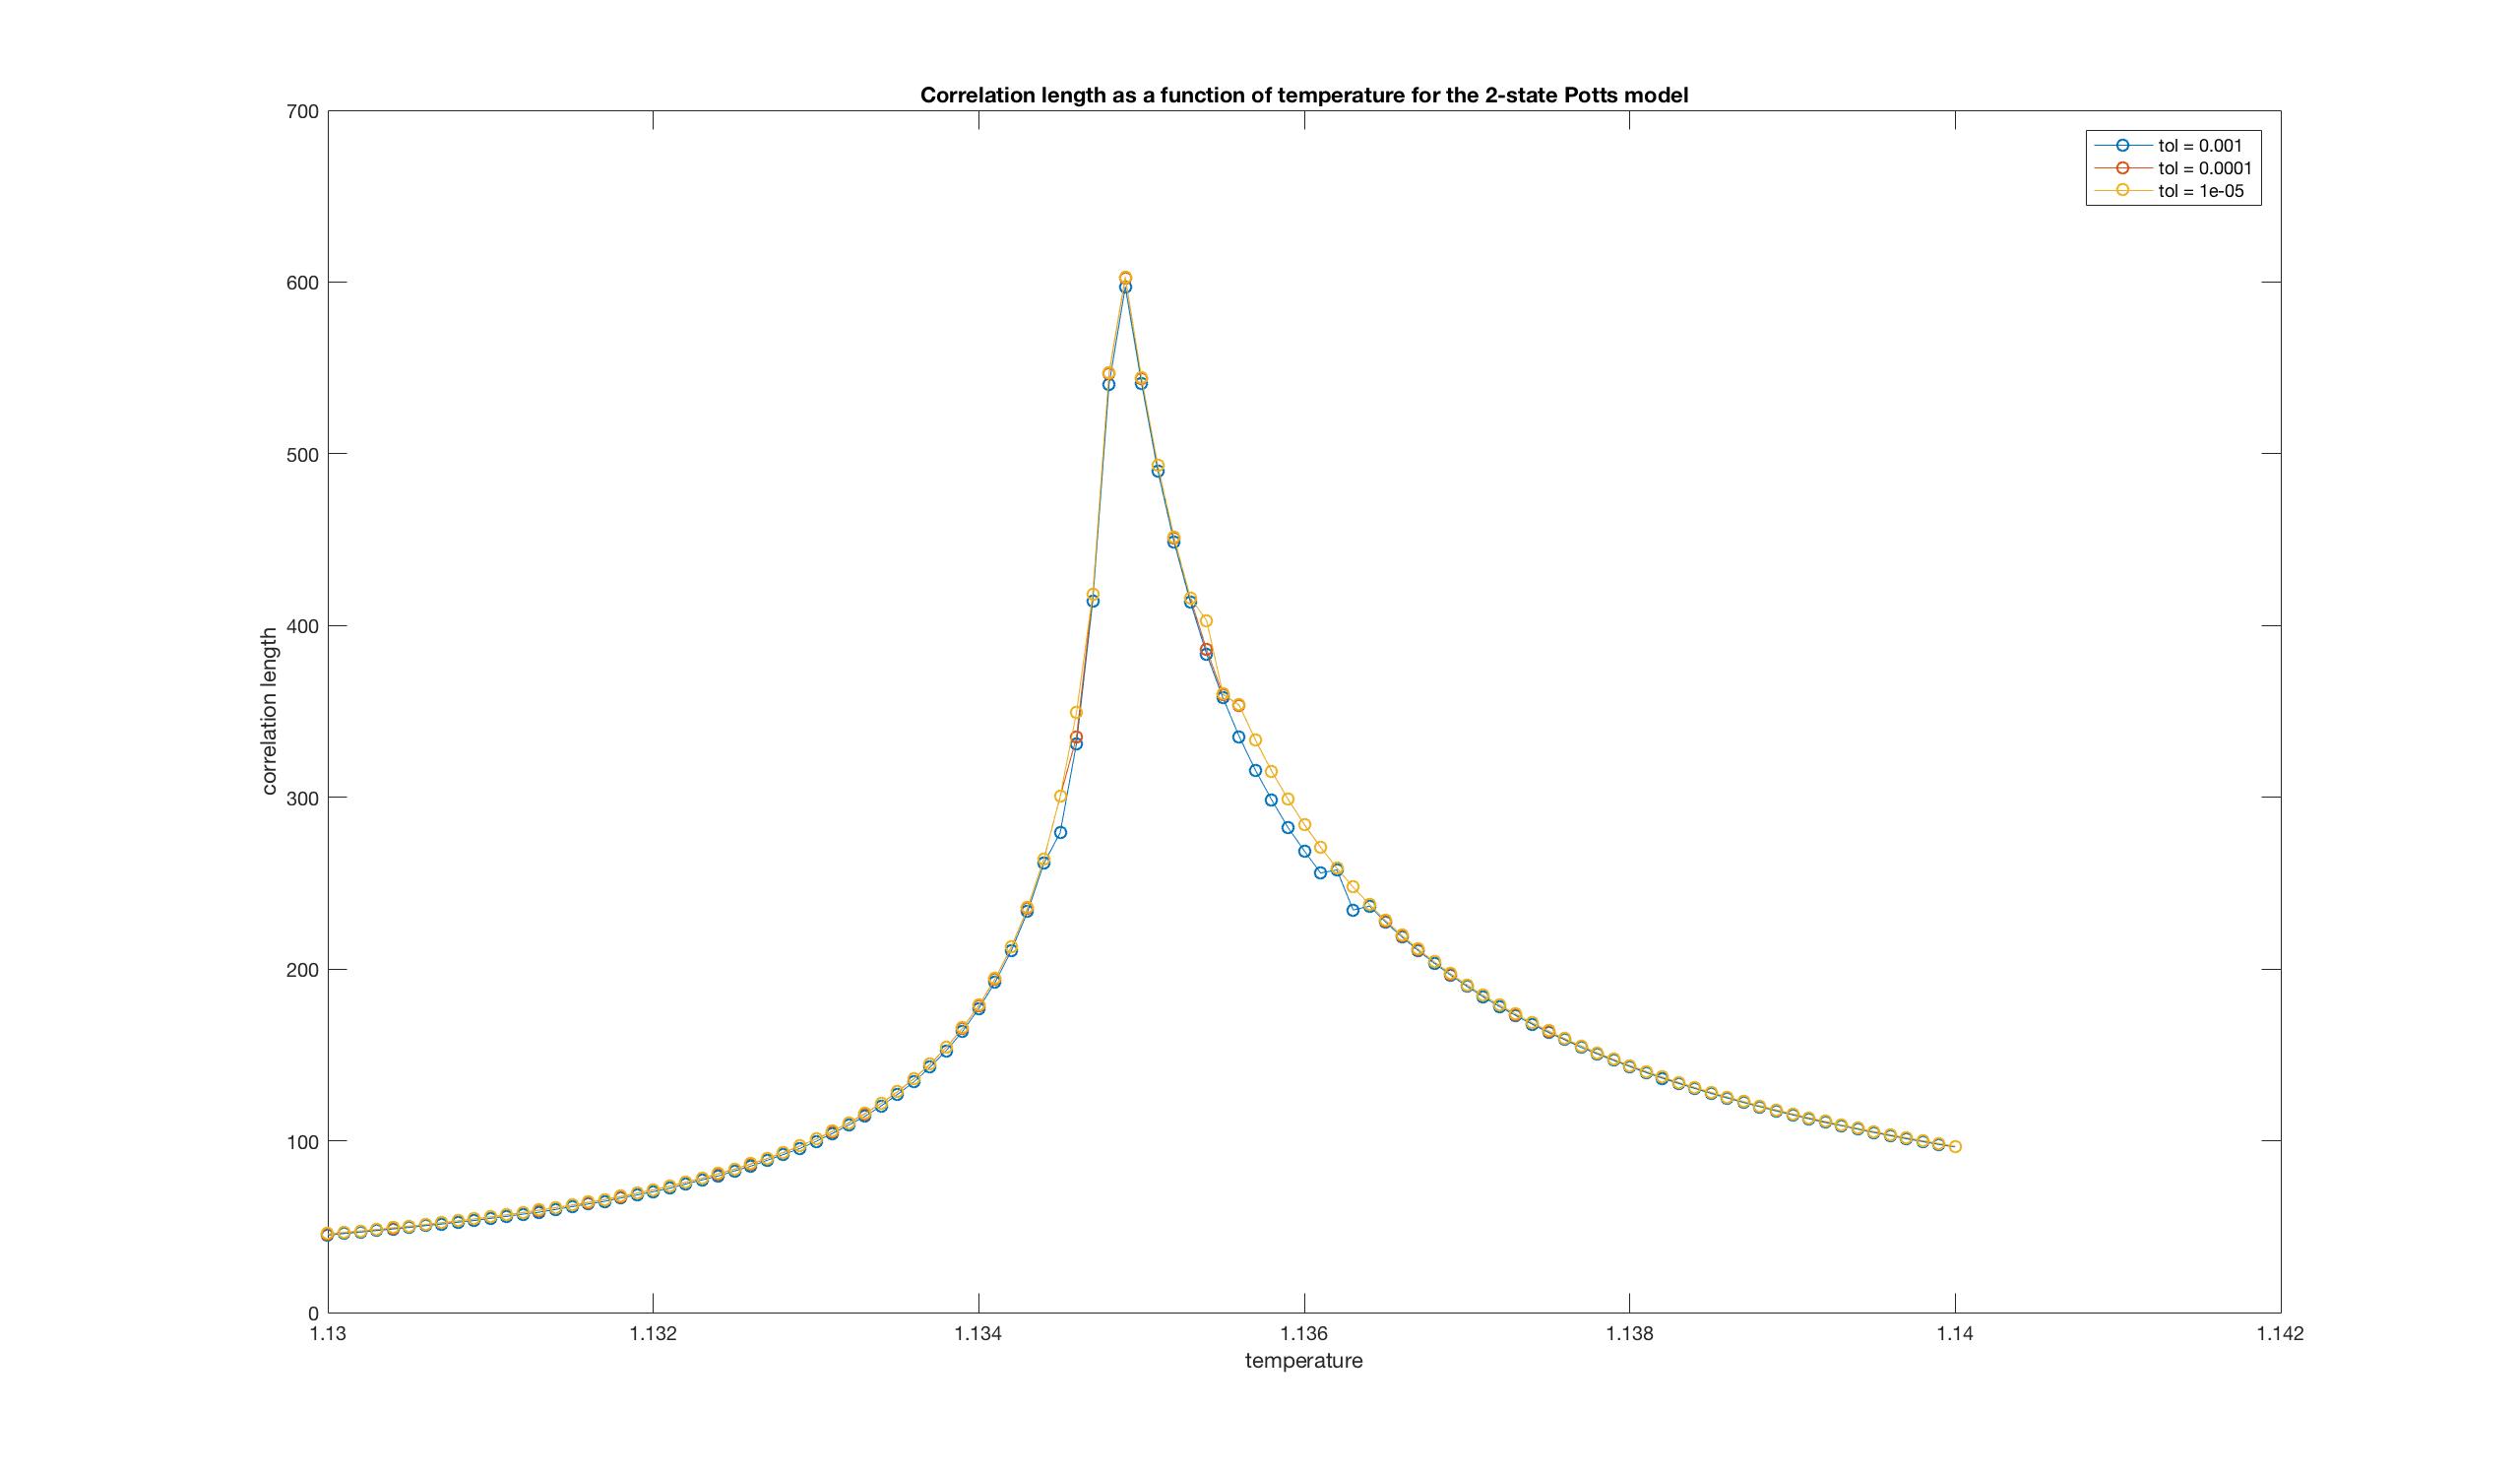 Correlation length as a function of temperature for the 2-state Potts model
700
600
500
400
300
200
100
0
correlation length
tol = 0.001
tol = 0.0001
tol = 1e-05
1.13 1.132 1.134 1.136 1.138 1.14 1.142
temperature